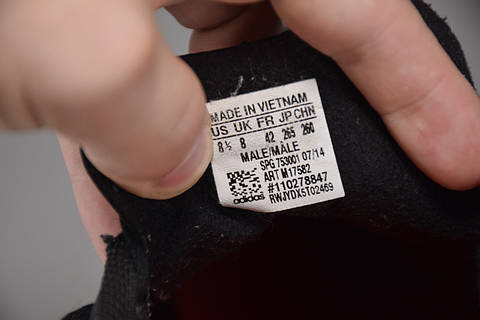 MADE IN VIETNAM
US UK FR JP CHN
8½ 8 42 265 260
MALE/MÂLE
SPG 753001 07/14
ART M17582
#110278847
adidas RWJYDX5T02469